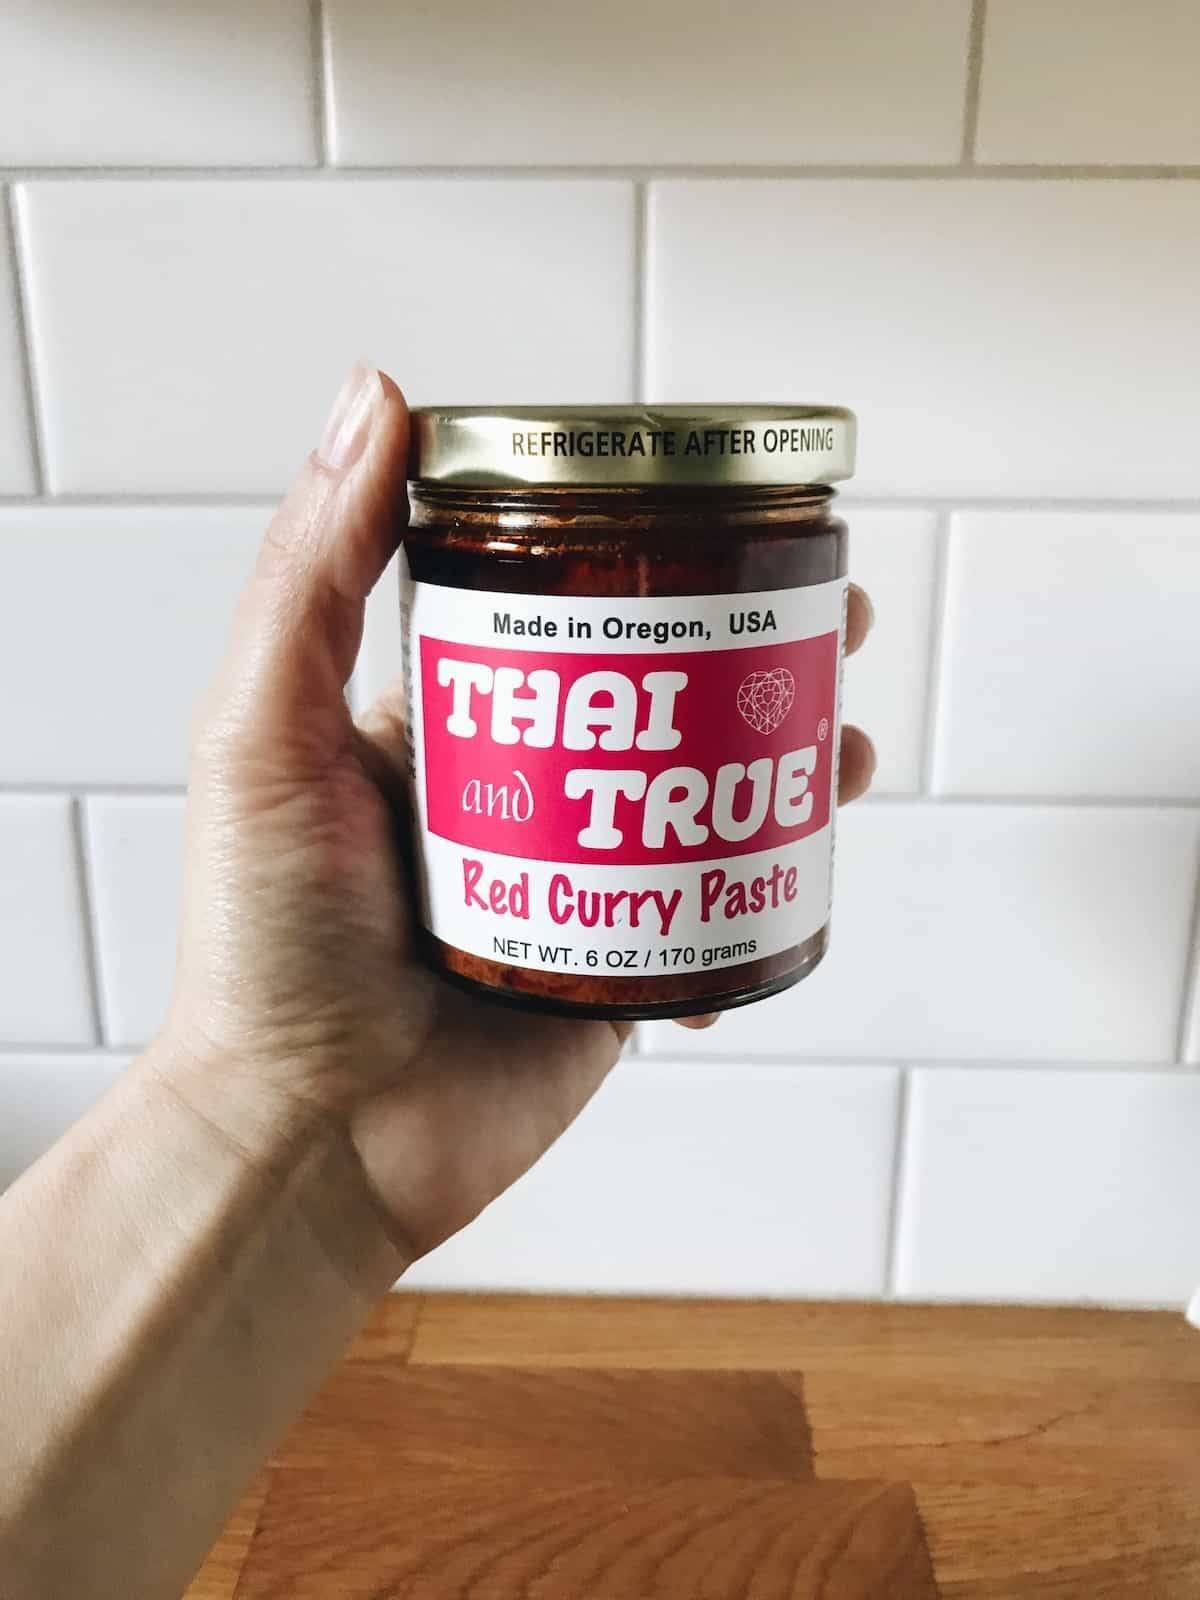 REFRIGERATE AFTER OPENING
Made in Oregon, USA
THAI
and TRUE®
Red Curry Paste
NET WT. 6 OZ / 170 grams